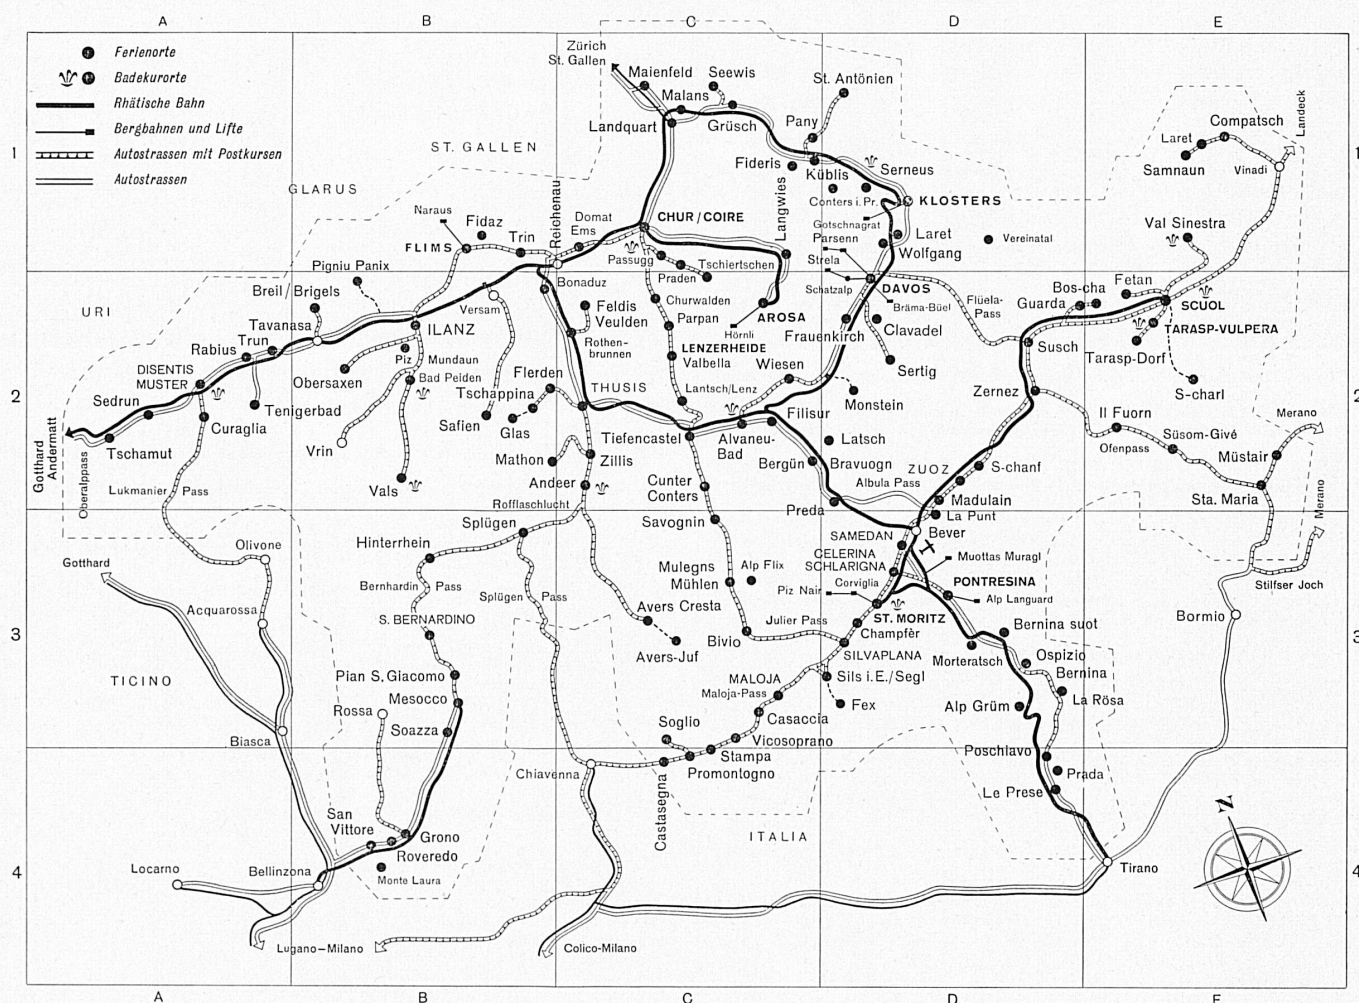 A
B
C
D
E
Ferienorte
Badekurorte
Rhätische Bahn
Bergbahnen und Lifte
Autostrassen mit Postkursen
Autostrassen
Zürich
St. Gallen
Maienfeld
Seewis
St. Antönien
Malans
Landquart
Grüsch
Pany
Compatsch
Landeck
Laret
Samnaun
Vinadi
1
1
ST. GALLEN
GLARUS
Fideris
Küblis
Serneus
Conters i. Pr.
KLOSTERS
Gotschnagrat
Langwies
Reichenau
Naraus
Fidaz
FLIMS
Trin
Domat
Ems
CHUR/COIRE
Passugg
Tschiertschen
Praden
Parsenn
Strela
Laret
Wolfgang
Vereinatal
Val Sinestra
Schatzalp
DAVOS
Bräma-Büel
Flüela-
Pass
Fetan
Bos-cha
Guarda
SCUOL
TARASP-VULPERA
Tarasp-Dorf
S-charl
Susch
Pigniu Panix
Breil/Brigels
URI
Tavanasa
Trun
Rabius
DISENTIS
MUSTER
Sedrun
Tenigerbad
Curaglia
Tschamut
Gotthard
Andermatt
Oberalppass
Lukmanier Pass
ILANZ
Versam
Bonaduz
Feldis
Veulden
Rothen-
brunnen
Churwalden
Parpan
Hörnli
AROSA
LENZERHEIDE
Valbella
Lantsch/Lenz
Frauenkirch
Clavadel
Sertig
Wiesen
Monstein
Piz Mundaun
Bad Peiden
Obersaxen
Vrin
Vals
Flerden
Tschappina
Safien
Glas
THUSIS
Mathon
Zillis
Andeer
Rofflaschlucht
Tiefencastel
Alvaneu-
Bad
Filisur
Latsch
Bergün
Bravuogn
Cunter
Conters
Savognin
Preda
Albula Pass
ZUOZ
S-chanf
Madulain
La Punt
Bever
Zernez
Il Fuorn
Ofenpass
Süsom-Givé
Müstair
Merano
Sta. Maria
Merano
2
2
Splügen
Hinterrhein
Bernhardin Pass
Splügen Pass
S. BERNARDINO
Olivone
Gotthard
Acquarossa
SAMEDAN
CELERINA
SCHLARIGNA
Muottas Muragl
PONTRESINA
Alp Languard
Corviglia
Piz Nair
ST. MORITZ
Champfèr
SILVAPLANA
Julier Pass
Mulegns
Mühlen
Alp Flix
Avers Cresta
Avers-Juf
Bivio
Stilfser Joch
Bormio
3
3
TICINO
Biasca
Pian S. Giacomo
Mesocco
Rossa
Soazza
MALOJA
Maloja-Pass
Sils i.E./Segl
Fex
Casaccia
Vicosoprano
Stampa
Promontogno
Soglio
Castasegna
Chiavenna
Morteratsch
Bernina suot
Ospizio
Bernina
La Rösa
Alp Grüm
Poschiavo
Prada
Le Prese
San
Vittore
Grono
Roveredo
Monte Laura
Locarno
Bellinzona
Lugano–Milano
Colico-Milano
ITALIA
Tirano
N
4
4
A
B
C
D
E